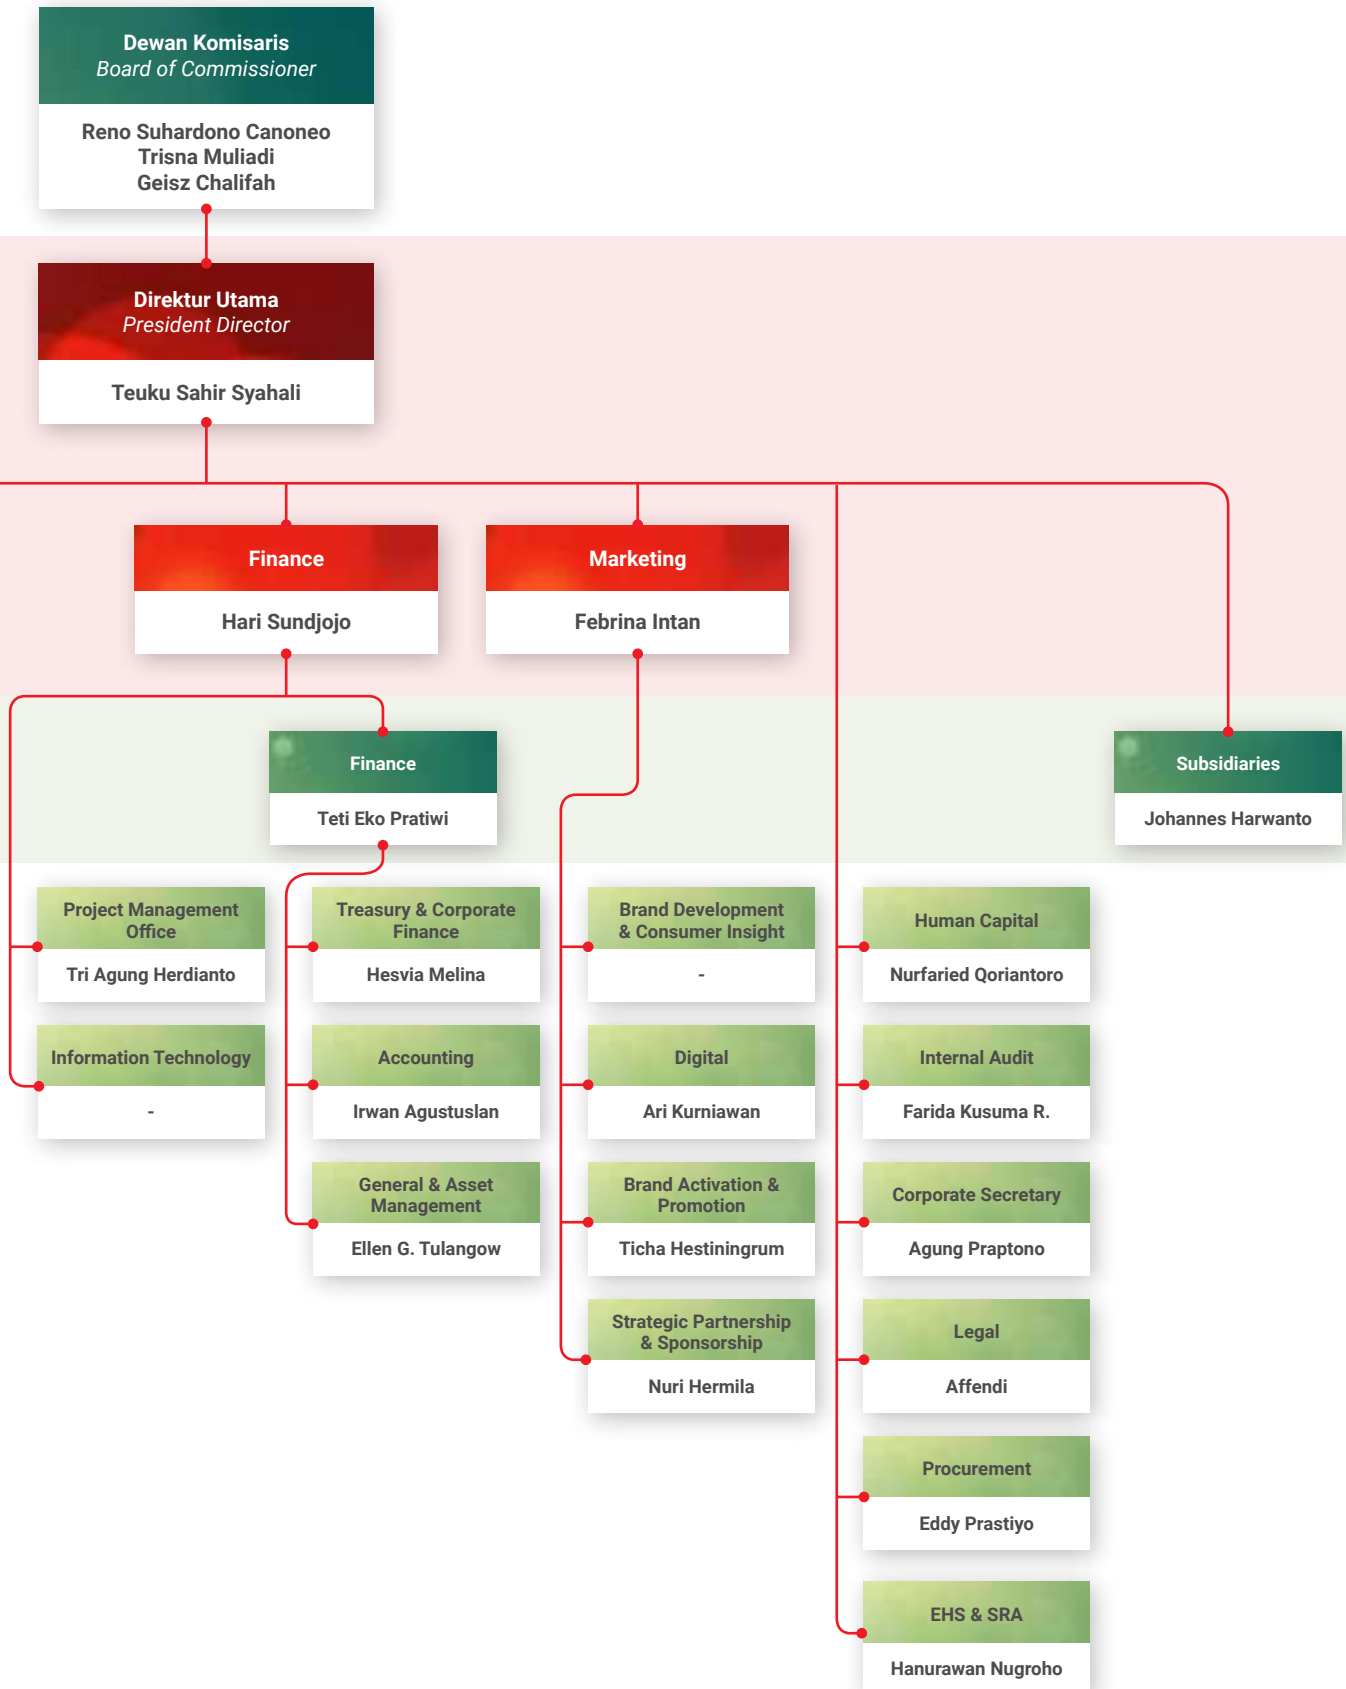 Dewan Komisaris
Board of Commissioner
Reno Suhardono Canoneo
Trisna Muliadi
Geisz Chalifah
Direktur Utama
President Director
Teuku Sahir Syahali
Finance
Hari Sundjojo
Marketing
Febrina Intan
Finance
Teti Eko Pratiwi
Subsidiaries
Johannes Harwanto
Project Management
Office
Tri Agung Herdianto
Information Technology
-
Treasury & Corporate
Finance
Hesvia Melina
Accounting
Irwan Agustuslan
General & Asset
Management
Ellen G. Tulangow
Brand Development
& Consumer Insight
-
Digital
Ari Kurniawan
Brand Activation &
Promotion
Ticha Hestiningrum
Strategic Partnership
& Sponsorship
Nuri Hermila
Human Capital
Nurfaried Qoriantoro
Internal Audit
Farida Kusuma R.
Corporate Secretary
Agung Praptono
Legal
Affendi
Procurement
Eddy Prastiyo
EHS & SRA
Hanurawan Nugroho